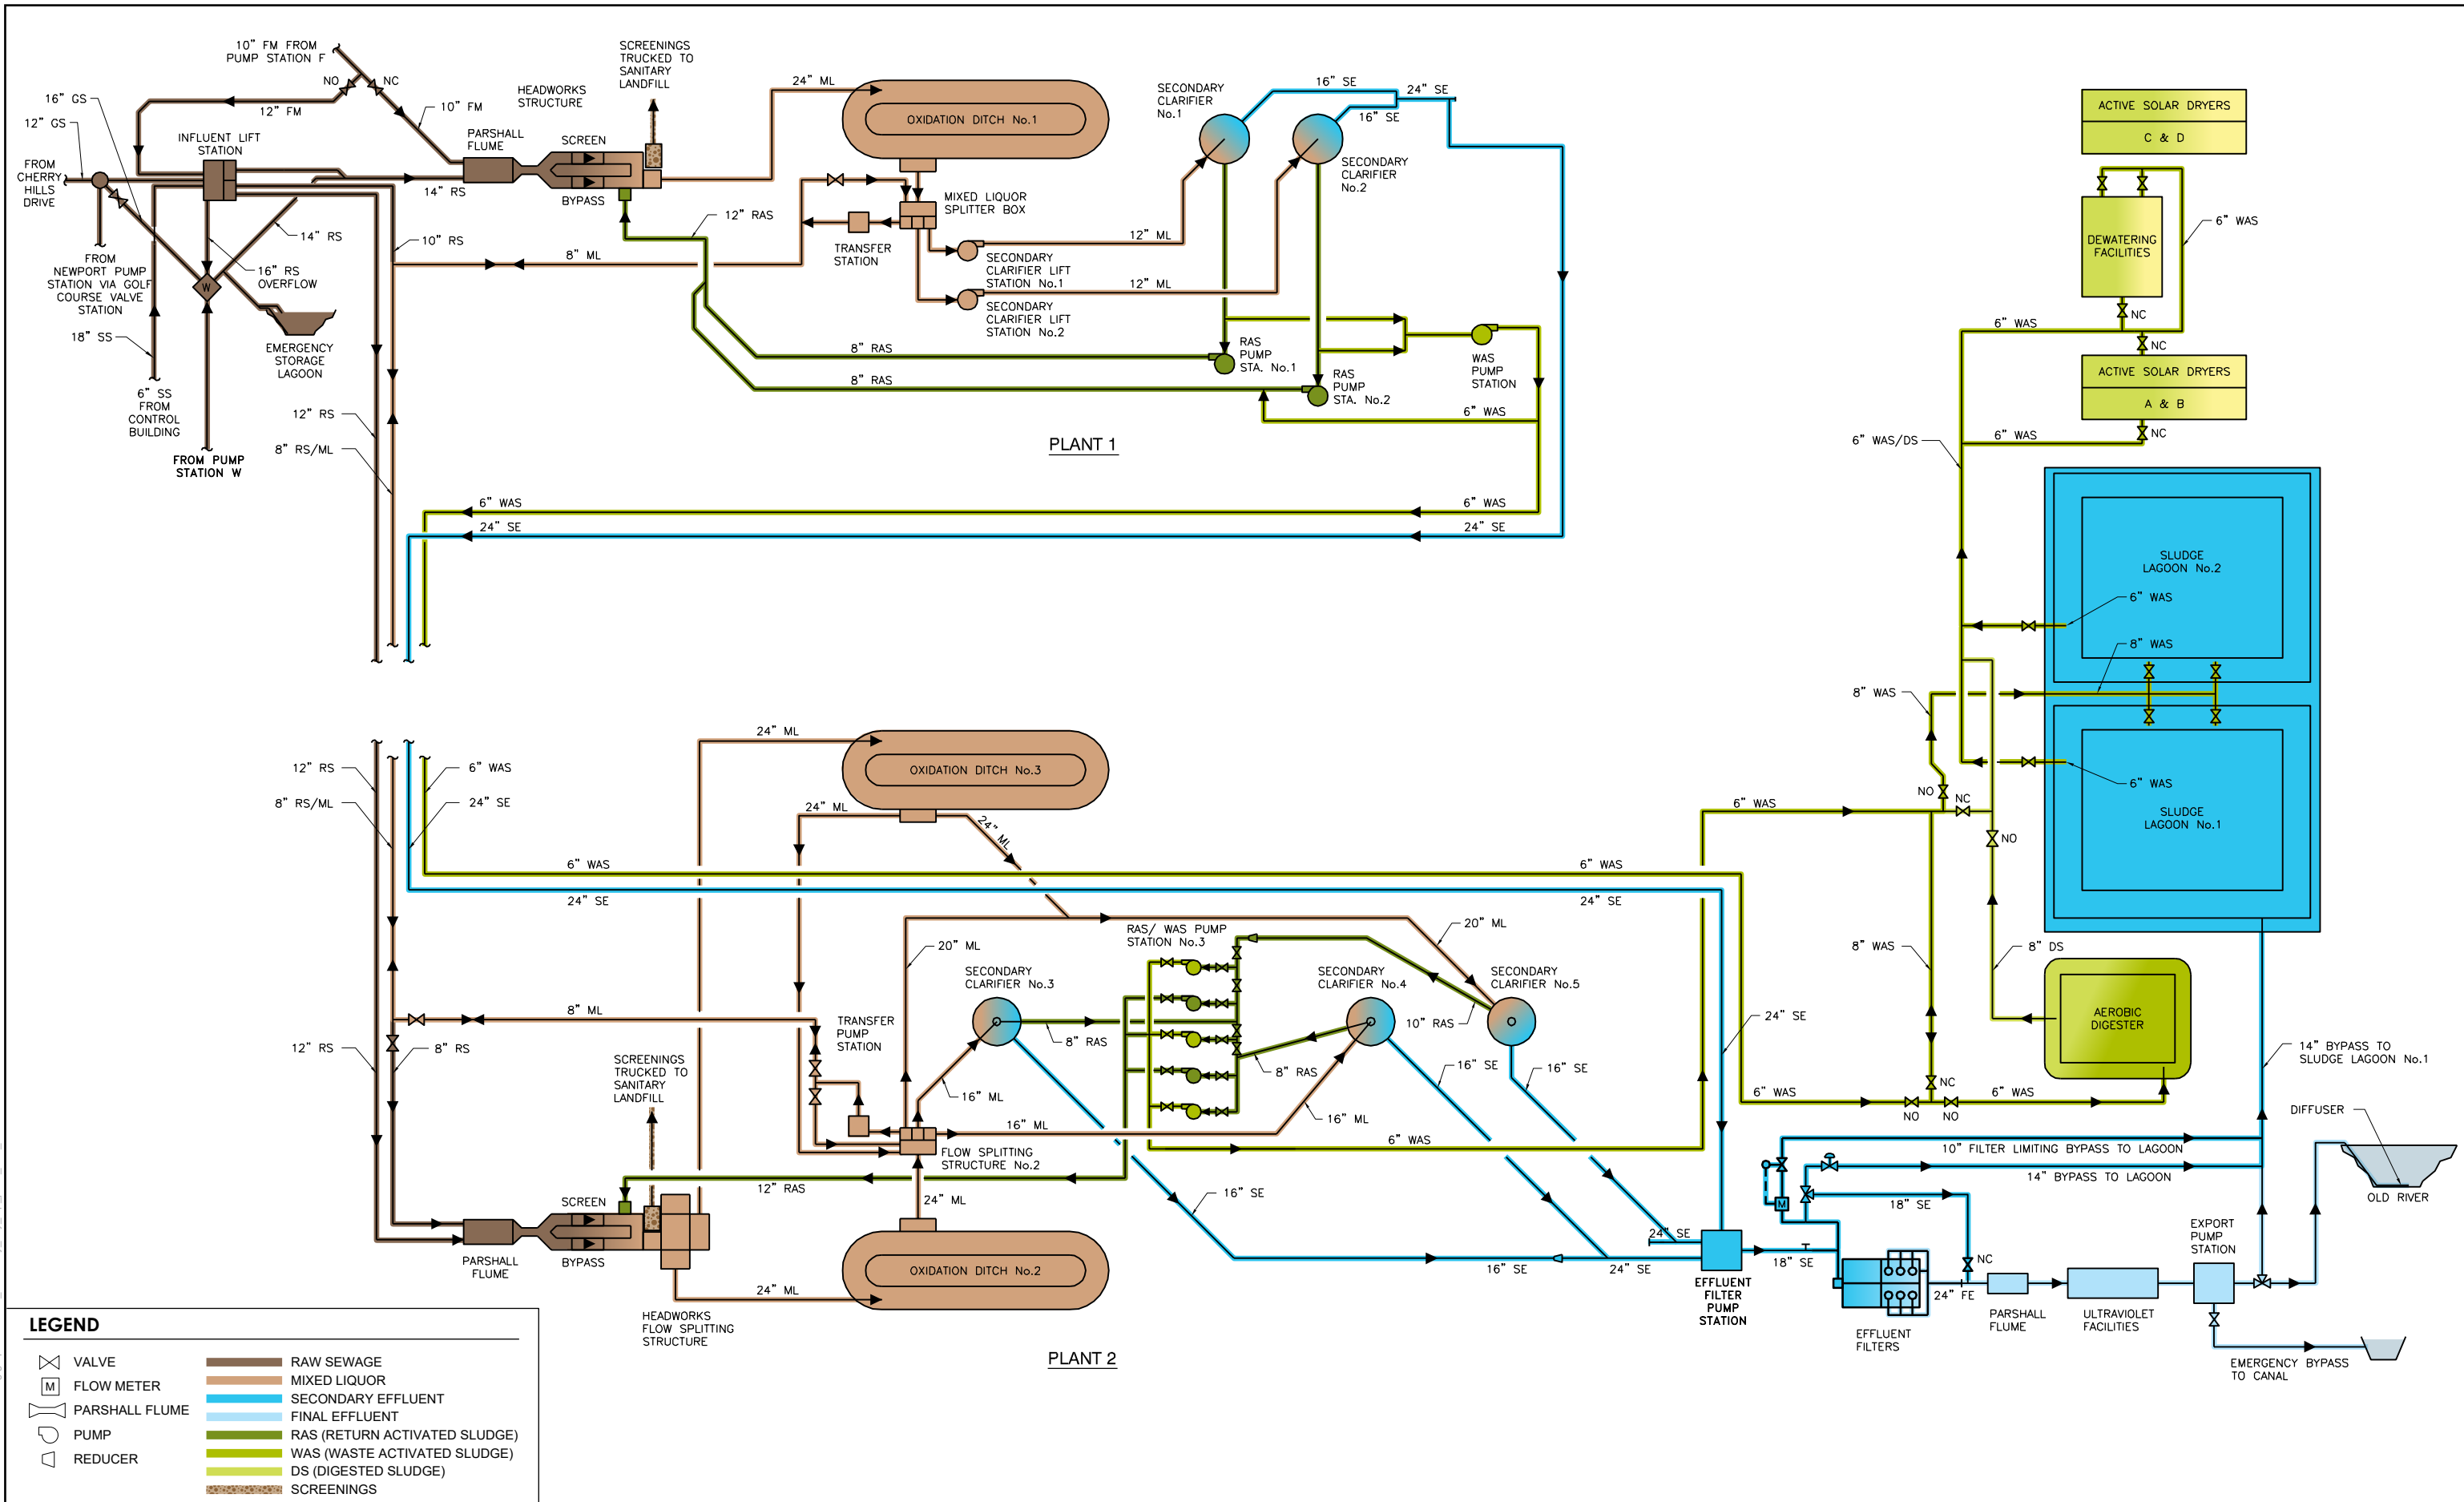 10" FM FROM
PUMP STATION F
NO
NC
16" GS
12" GS
12" FM
10" FM
INFLUENT LIFT
STATION
FROM
CHERRY
HILLS
DRIVE
PARSHALL
FLUME
HEADWORKS
STRUCTURE
SCREEN
BYPASS
SCREENINGS
TRUCKED TO
SANITARY
LANDFILL
14" RS
14" RS
10" RS
16" RS
OVERFLOW
W
FROM
NEWPORT PUMP
STATION VIA GOLF
COURSE VALVE
STATION
18" SS
EMERGENCY
STORAGE
LAGOON
6" SS
FROM
CONTROL
BUILDING
FROM PUMP
STATION W
12" RS
8" RS/ML
24" ML
OXIDATION DITCH No.1
12" RAS
8" ML
TRANSFER
STATION
MIXED LIQUOR
SPLITTER BOX
SECONDARY
CLARIFIER LIFT
STATION No.1
SECONDARY
CLARIFIER LIFT
STATION No.2
12" ML
12" ML
SECONDARY
CLARIFIER
No.1
16" SE
24" SE
16" SE
SECONDARY
CLARIFIER
No.2
8" RAS
8" RAS
RAS
PUMP
STA. No.1
RAS
PUMP
STA. No.2
WAS
PUMP
STATION
6" WAS
PLANT 1
6" WAS
6" WAS
24" SE
24" SE
ACTIVE SOLAR DRYERS
C & D
DEWATERING
FACILITIES
6" WAS
NC
6" WAS
NC
ACTIVE SOLAR DRYERS
A & B
6" WAS/DS
6" WAS
NC
SLUDGE
LAGOON No.2
6" WAS
8" WAS
8" WAS
6" WAS
SLUDGE
LAGOON No.1
NO
NC
NO
6" WAS
12" RS
8" RS/ML
6" WAS
24" SE
24" ML
OXIDATION DITCH No.3
24" ML
24" ML
6" WAS
6" WAS
24" SE
24" SE
20" ML
RAS/ WAS PUMP
STATION No.3
20" ML
SECONDARY
CLARIFIER No.3
SECONDARY
CLARIFIER No.4
SECONDARY
CLARIFIER No.5
8" WAS
8" DS
8" ML
TRANSFER
PUMP
STATION
8" RAS
10" RAS
24" SE
AEROBIC
DIGESTER
12" RS
8" RS
SCREENINGS
TRUCKED TO
SANITARY
LANDFILL
16" ML
8" RAS
16" SE
16" SE
14" BYPASS TO
SLUDGE LAGOON No.1
16" ML
16" ML
6" WAS
NC
6" WAS
NO
NO
FLOW SPLITTING
STRUCTURE No.2
6" WAS
DIFFUSER
10" FILTER LIMITING BYPASS TO LAGOON
14" BYPASS TO LAGOON
12" RAS
24" ML
16" SE
M
18" SE
OLD RIVER
SCREEN
BYPASS
PARSHALL
FLUME
24" SE
18" SE
NC
EXPORT
PUMP
STATION
OXIDATION DITCH No.2
16" SE
24" SE
EFFLUENT
FILTER
PUMP
STATION
24" ML
24" FE
EFFLUENT
FILTERS
PARSHALL
FLUME
ULTRAVIOLET
FACILITIES
EMERGENCY BYPASS
TO CANAL
HEADWORKS
FLOW SPLITTING
STRUCTURE
PLANT 2
LEGEND
VALVE
M FLOW METER
PARSHALL FLUME
PUMP
REDUCER
RAW SEWAGE
MIXED LIQUOR
SECONDARY EFFLUENT
FINAL EFFLUENT
RAS (RETURN ACTIVATED SLUDGE)
WAS (WASTE ACTIVATED SLUDGE)
DS (DIGESTED SLUDGE)
SCREENINGS